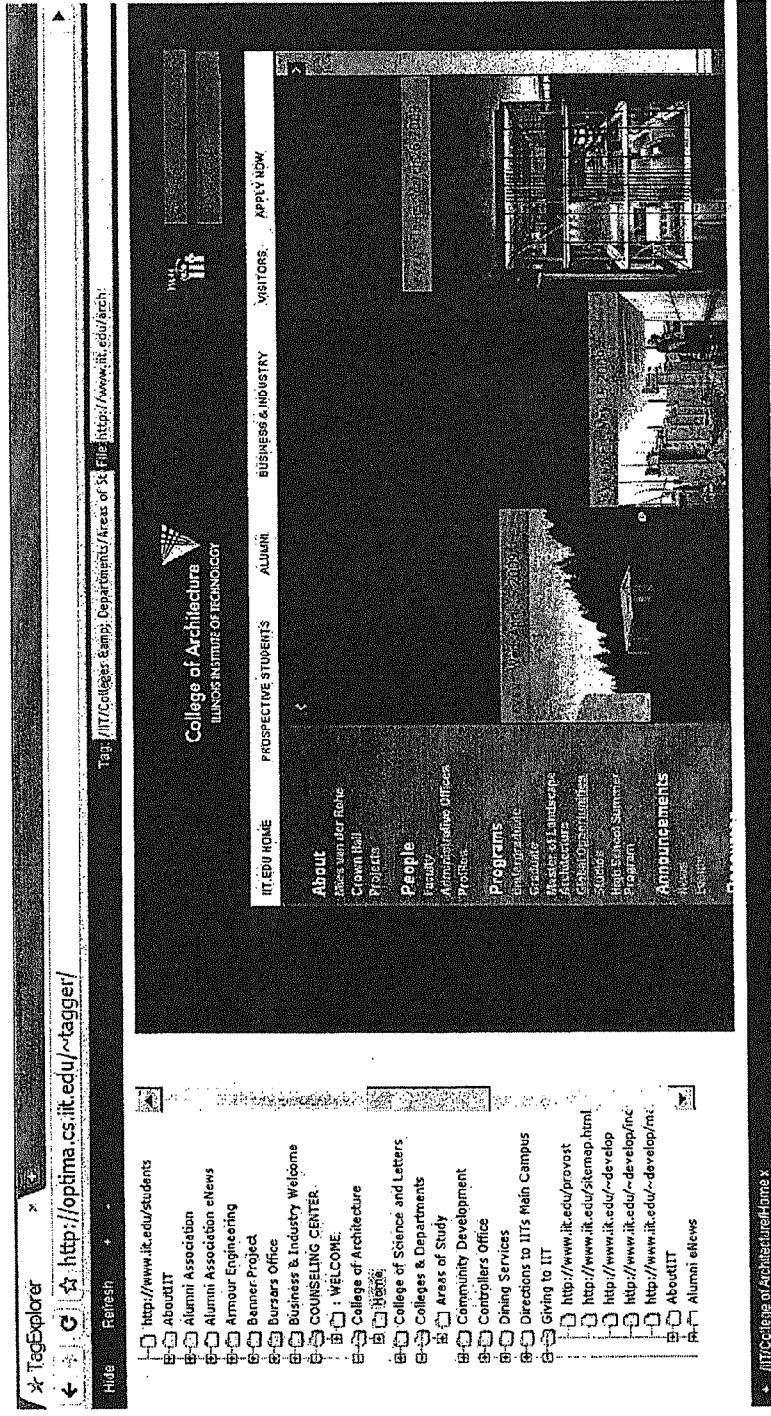 TagExplorer ×
http://optima.cs.iit.edu/~tagger/
Hide Refresh + -
Tag: /IIT/Colleges &amp; Departments/Areas of St File: http://www.iit.edu/arch
http://www.iit.edu/students
AboutIIT
Alumni Association
Alumni Association eNews
Armour Engineering
Banner-Project
Bursars Office
Business & Industry Welcome
COUNSELING CENTER
: WELCOME:
College of Architecture
Home
College of Science and Letters
Colleges & Departments
Areas of Study
Community Development
Controllers Office
Dining Services
Directions to IITs Main Campus
Giving to IIT
http://www.iit.edu/provost
http://www.iit.edu/sitemap.html
http://www.iit.edu/~develop
http://www.iit.edu/~develop/inc
http://www.iit.edu/~develop/ma
AboutIIT
Alumni eNews
College of Architecture
ILLINOIS INSTITUTE OF TECHNOLOGY
iit
IIT.EDU HOME PROSPECTIVE STUDENTS ALUMNI BUSINESS & INDUSTRY VISITORS APPLY NOW
About
Mies van der Rohe
Crown Hall
Projects
People
Faculty
Administrative Offices
Profiles
Programs
Undergraduate
Graduate
Master of Landscape
Architecture
Global Opportunities
Studios
High School Summer
Program
Announcements
News
Events
+ /IIT/College of Architecture/Home x